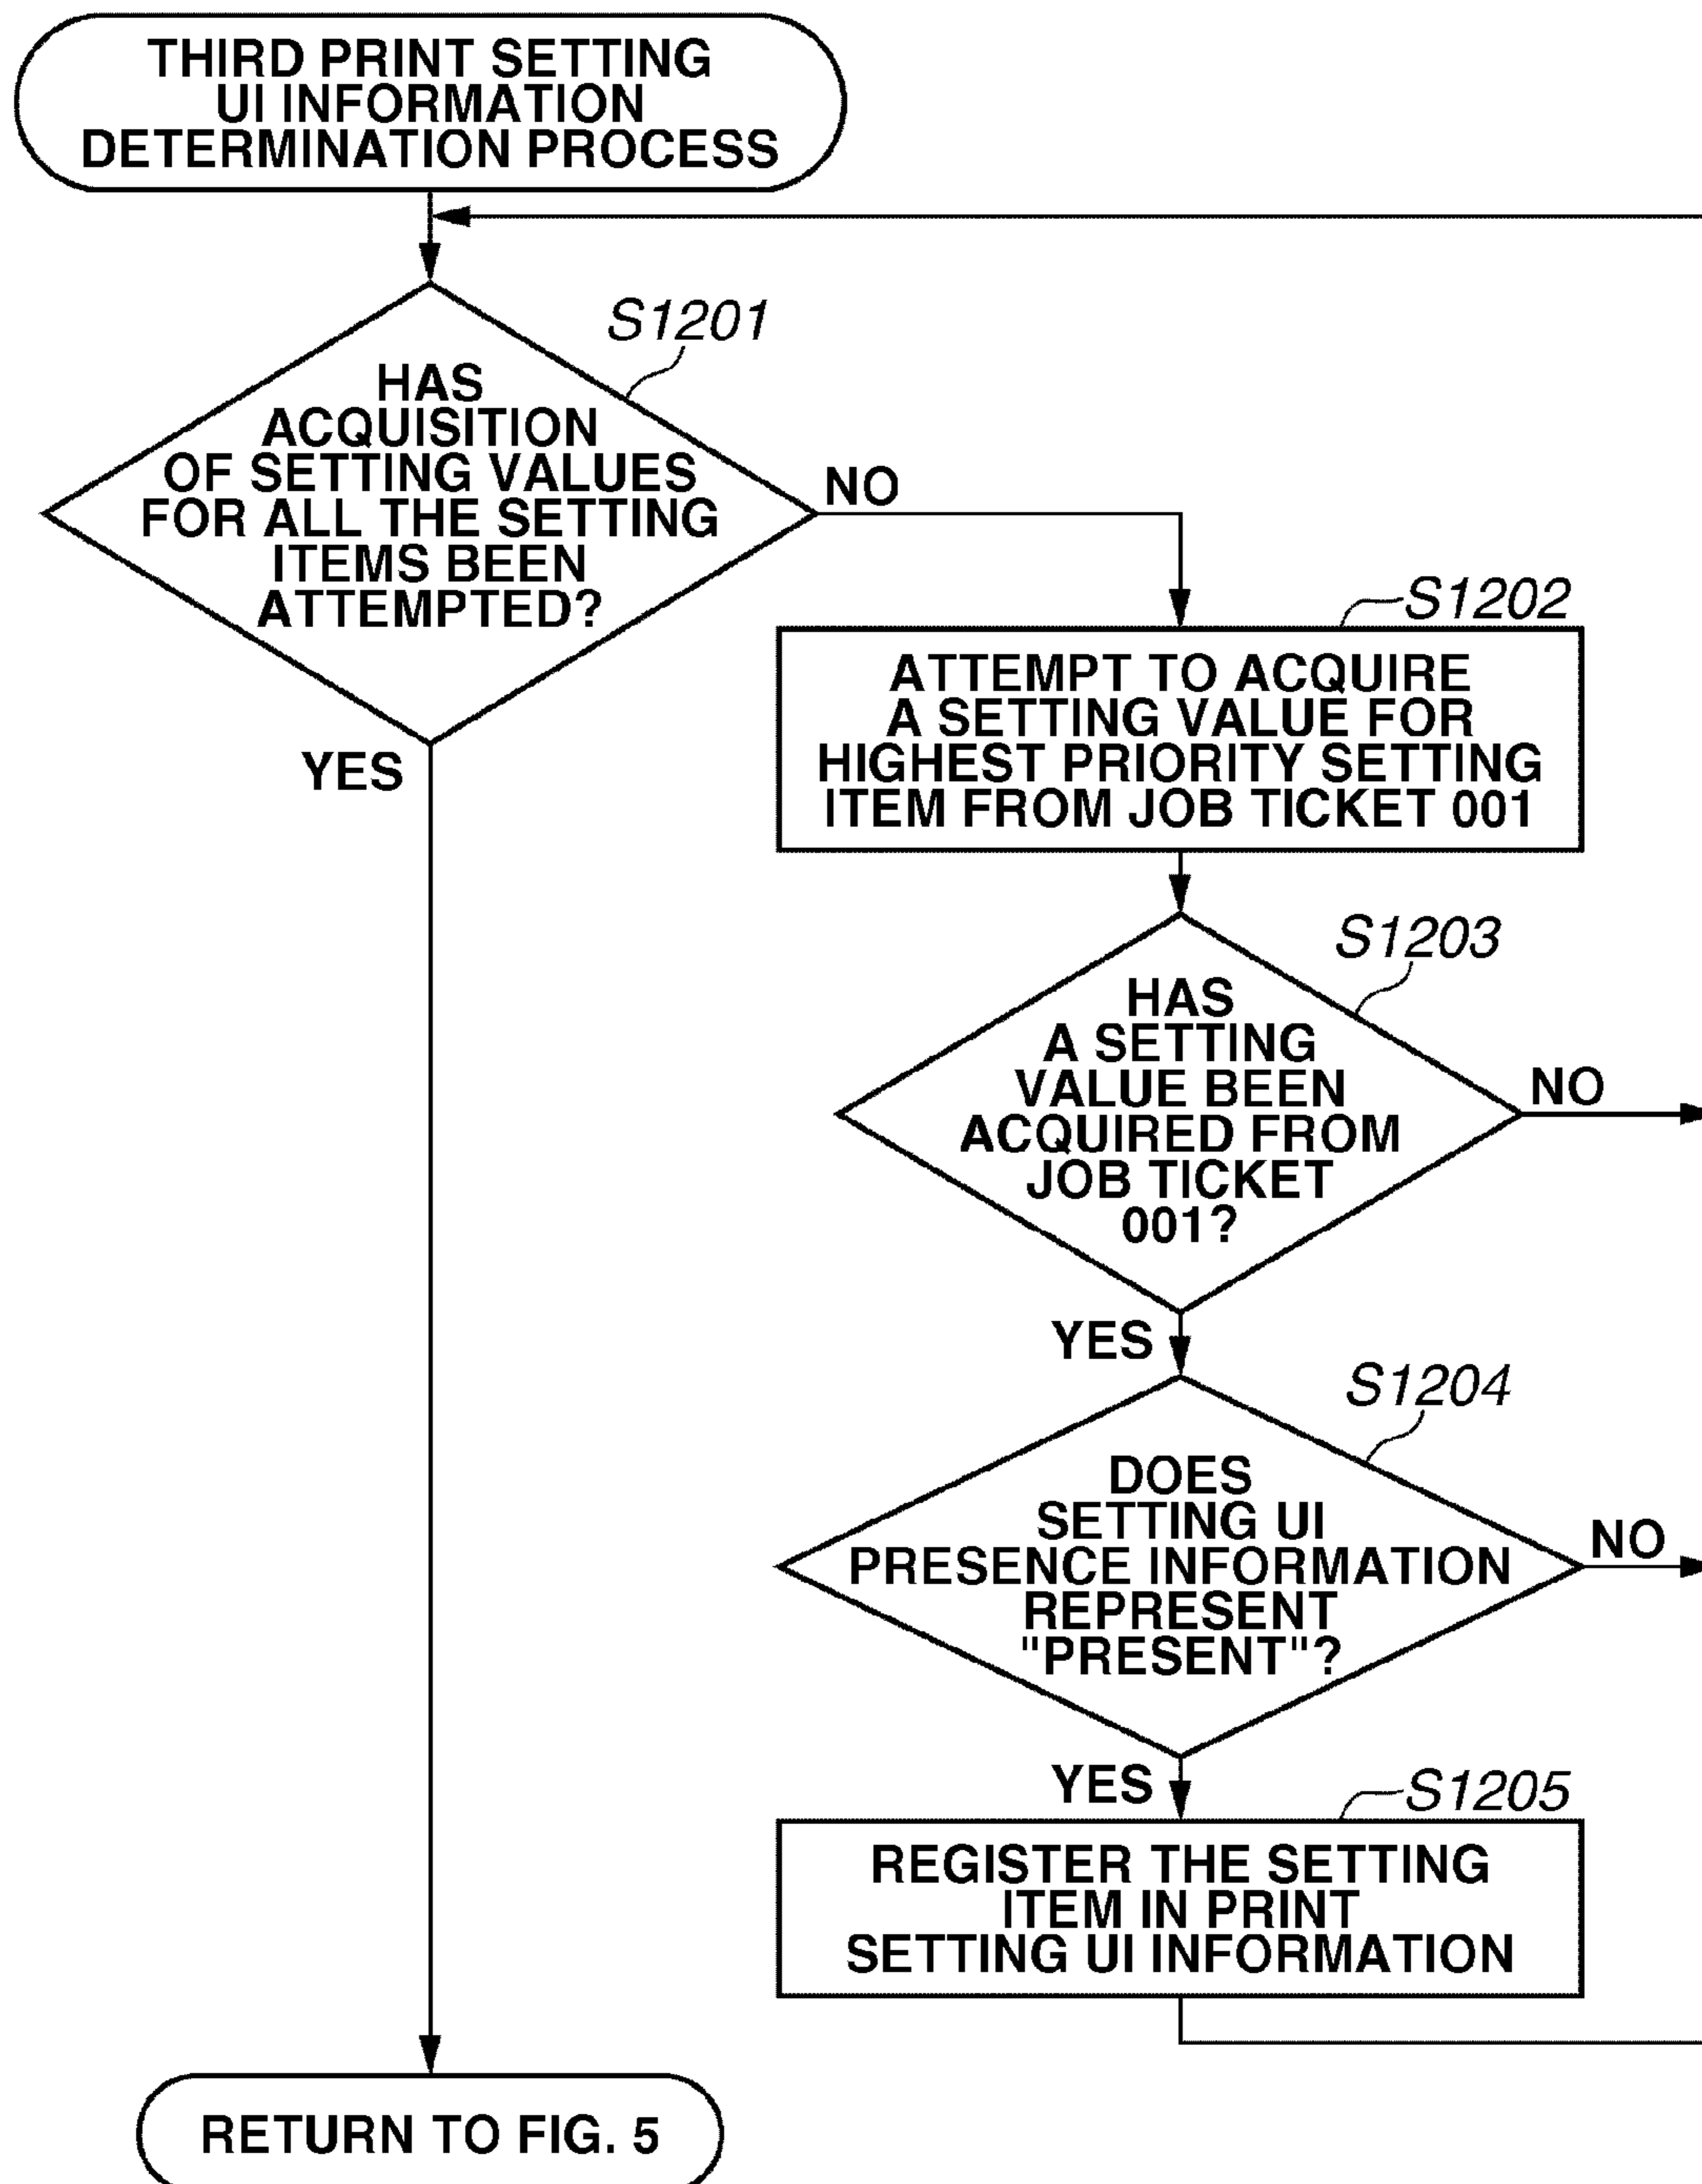 THIRD PRINT SETTING
UI INFORMATION
DETERMINATION PROCESS
S1201
HAS
ACQUISITION
OF SETTING VALUES
FOR ALL THE SETTING
ITEMS BEEN
ATTEMPTED?
NO
YES
S1202
ATTEMPT TO ACQUIRE
A SETTING VALUE FOR
HIGHEST PRIORITY SETTING
ITEM FROM JOB TICKET 001
S1203
HAS
A SETTING
VALUE BEEN
ACQUIRED FROM
JOB TICKET
001?
NO
YES
S1204
DOES
SETTING UI
PRESENCE INFORMATION
REPRESENT
"PRESENT"?
NO
YES
S1205
REGISTER THE SETTING
ITEM IN PRINT
SETTING UI INFORMATION
RETURN TO FIG. 5